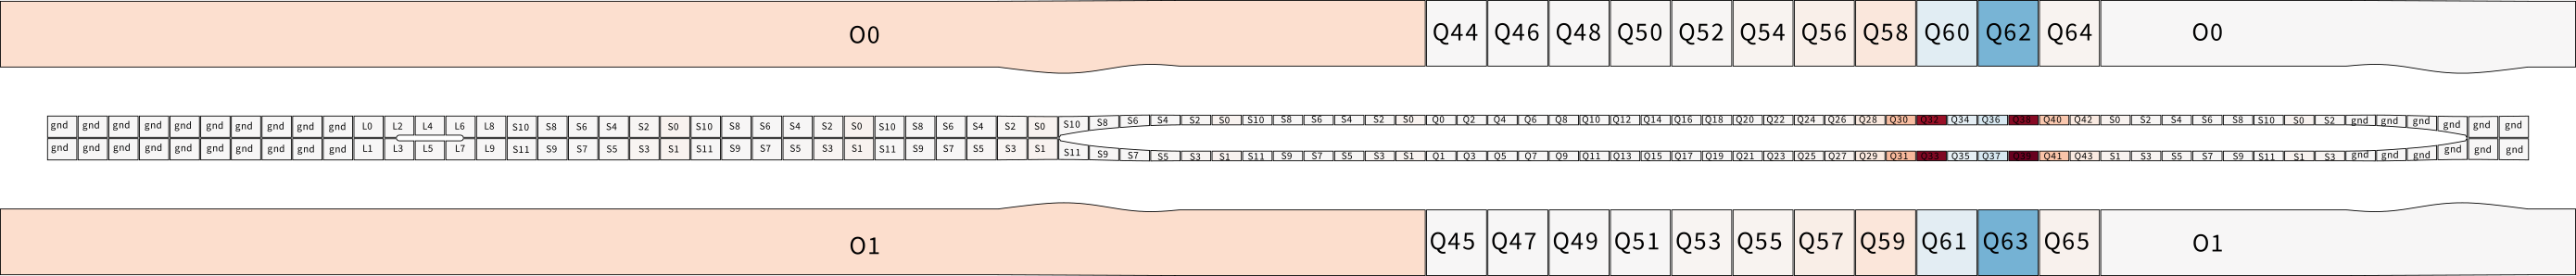 O0 Q44 Q46 Q48 Q50 Q52 Q54 Q56 Q58 Q60 Q62 Q64 O0
gnd gnd gnd gnd gnd gnd gnd gnd gnd gnd L0 L2 L4 L6 L8 S10 S8 S6 S4 S2 S0 S10 S8 S6 S4 S2 S0 S10 S8 S6 S4 S2 S0 S10 S8 S6 S4 S2 S0 S10 S8 S6 S4 S2 S0 Q0 Q2 Q4 Q6 Q8 Q10 Q12 Q14 Q16 Q18 Q20 Q22 Q24 Q26 Q28 Q30 Q32 Q34 Q36 Q38 Q40 Q42 S0 S2 S4 S6 S8 S10 S0 S2 gnd gnd gnd gnd gnd gnd
gnd gnd gnd gnd gnd gnd gnd gnd gnd gnd L1 L3 L5 L7 L9 S11 S9 S7 S5 S3 S1 S11 S9 S7 S5 S3 S1 S11 S9 S7 S5 S3 S1 S11 S9 S7 S5 S3 S1 S11 S9 S7 S5 S3 S1 Q1 Q3 Q5 Q7 Q9 Q11 Q13 Q15 Q17 Q19 Q21 Q23 Q25 Q27 Q29 Q31 Q33 Q35 Q37 Q39 Q41 Q43 S1 S3 S5 S7 S9 S11 S1 S3 gnd gnd gnd gnd gnd gnd
O1 Q45 Q47 Q49 Q51 Q53 Q55 Q57 Q59 Q61 Q63 Q65 O1